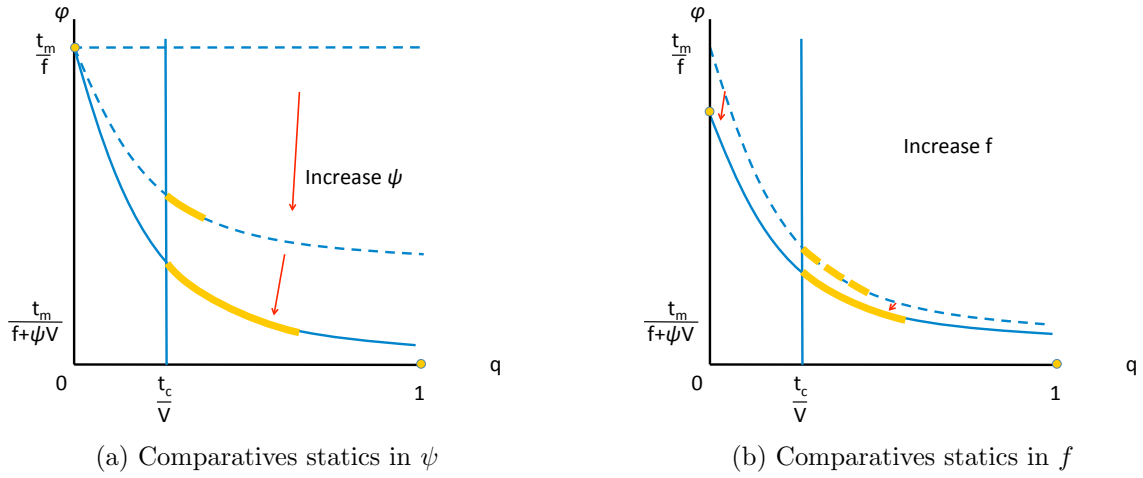 φ
t_m
f
Increase ψ
t_m
f+ψV
0
t_c
V
1
q
(a) Comparatives statics in ψ
φ
t_m
f
Increase f
t_m
f+ψV
0
t_c
V
1
q
(b) Comparatives statics in f